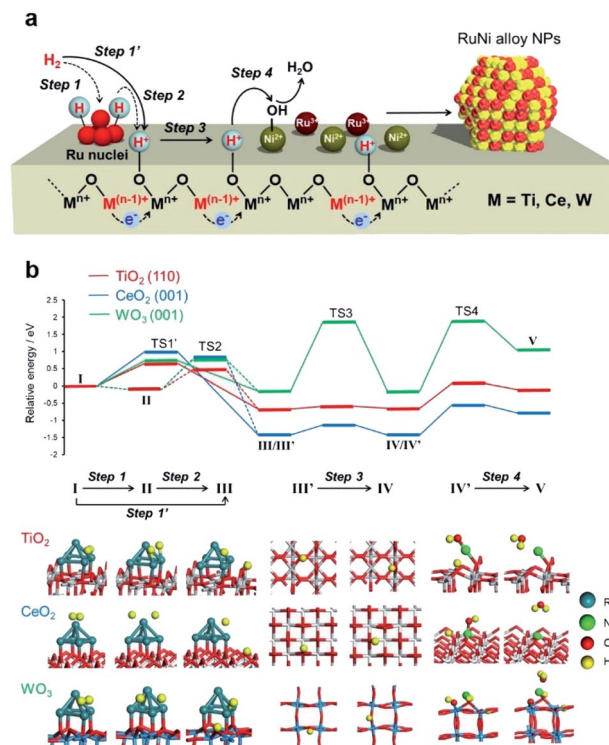 a
RuNi alloy NPs
H₂
Step 1'
Step 1
Step 2
Step 3
Step 4
H₂O
H
H
OH
Ru nuclei
H⁺
H⁺
H⁺
Ni²⁺
Ru³⁺
Ni²⁺
Ru³⁺
Ni²⁺
O O O O O O O
Mⁿ⁺ M⁽ⁿ⁻¹⁾⁺ Mⁿ⁺ M⁽ⁿ⁻¹⁾⁺ Mⁿ⁺ Mⁿ⁺ M⁽ⁿ⁻¹⁾⁺ Mⁿ⁺
e⁻ e⁻ e⁻
M = Ti, Ce, W
b
TiO₂ (110)
CeO₂ (001)
WO₃ (001)
Relative energy / eV
2.5
2
1.5
1
0.5
0
-0.5
-1
-1.5
-2
I
TS1'
II
TS2
III/III'
TS3
IV/IV'
TS4
V
Step 1 Step 2 Step 3 Step 4
I II III III' IV IV' V
Step 1'
TiO₂
CeO₂
WO₃
R
N
O
H